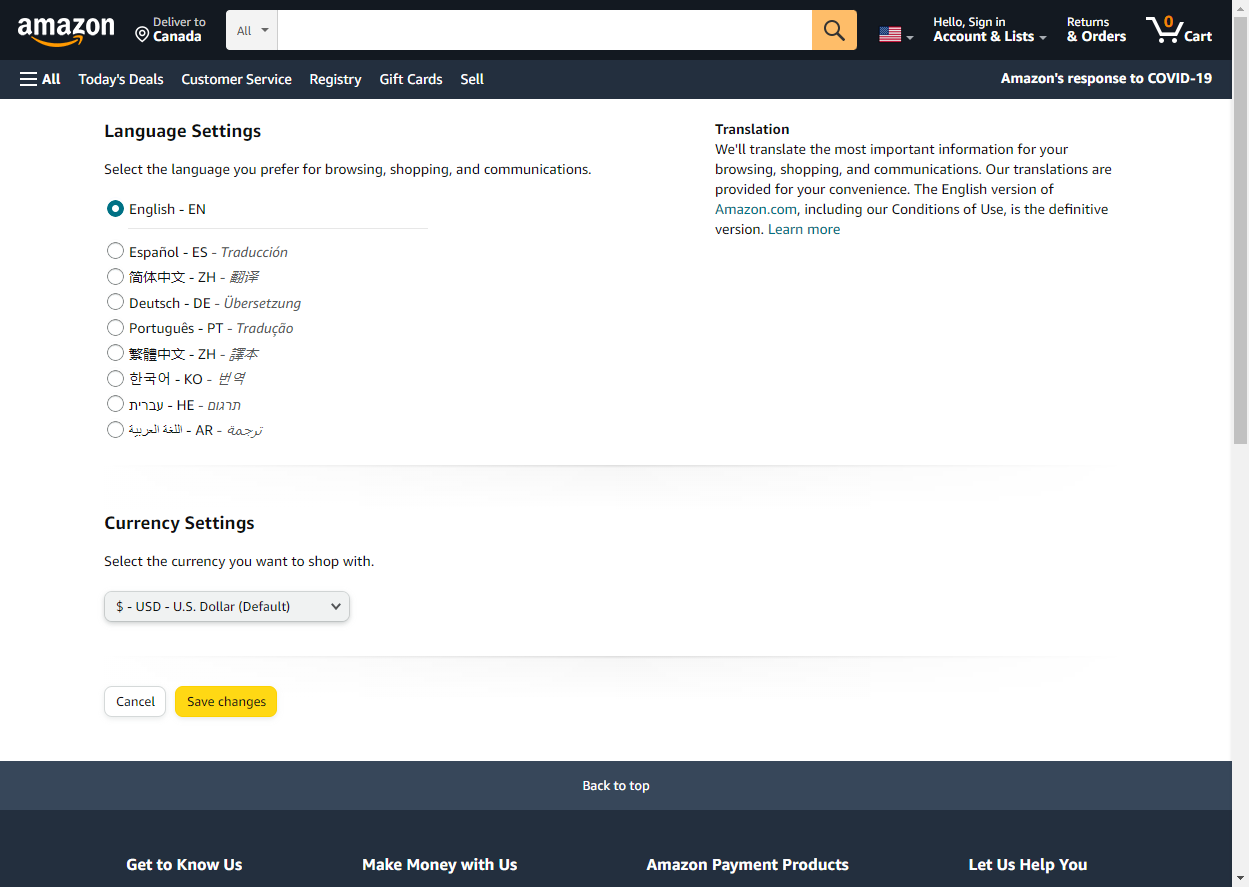 amazon
Deliver to
Canada
All
Hello, Sign in
Account & Lists
Returns
& Orders
0
Cart
All
Today's Deals
Customer Service
Registry
Gift Cards
Sell
Amazon's response to COVID-19
Language Settings
Select the language you prefer for browsing, shopping, and communications.
English - EN
Español - ES - Traducción
简体中文 - ZH - 翻译
Deutsch - DE - Übersetzung
Português - PT - Tradução
繁體中文 - ZH - 譯本
한국어 - KO - 번역
עברית - HE - תרגום
اللغة العربية - AR - ترجمة
Translation
We'll translate the most important information for your
browsing, shopping, and communications. Our translations are
provided for your convenience. The English version of
Amazon.com, including our Conditions of Use, is the definitive
version. Learn more
Currency Settings
Select the currency you want to shop with.
$ - USD - U.S. Dollar (Default)
Cancel
Save changes
Back to top
Get to Know Us
Make Money with Us
Amazon Payment Products
Let Us Help You